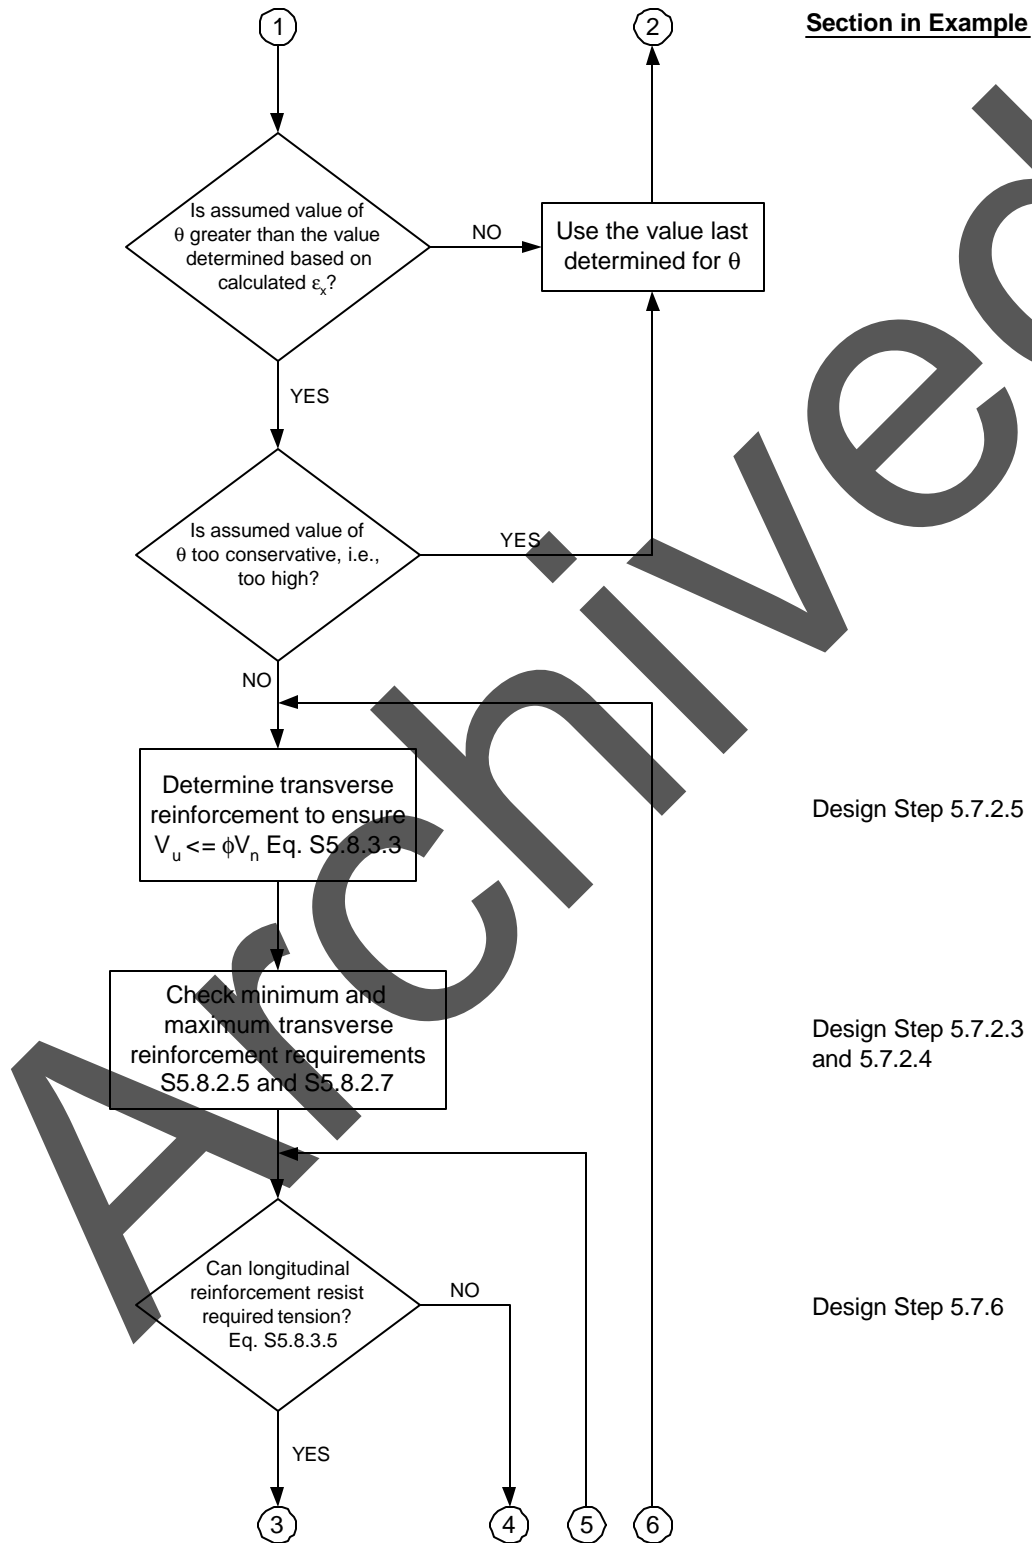 1
2
Section in Example
Is assumed value of
θ greater than the value
determined based on
calculated εx?
NO
Use the value last
determined for θ
YES
Is assumed value of
θ too conservative, i.e.,
too high?
YES
NO
Determine transverse
reinforcement to ensure
Vu <= ϕVn Eq. S5.8.3.3
Design Step 5.7.2.5
Check minimum and
maximum transverse
reinforcement requirements
S5.8.2.5 and S5.8.2.7
Design Step 5.7.2.3
and 5.7.2.4
Can longitudinal
reinforcement resist
required tension?
Eq. S5.8.3.5
NO
Design Step 5.7.6
YES
3
4
5
6
Archived